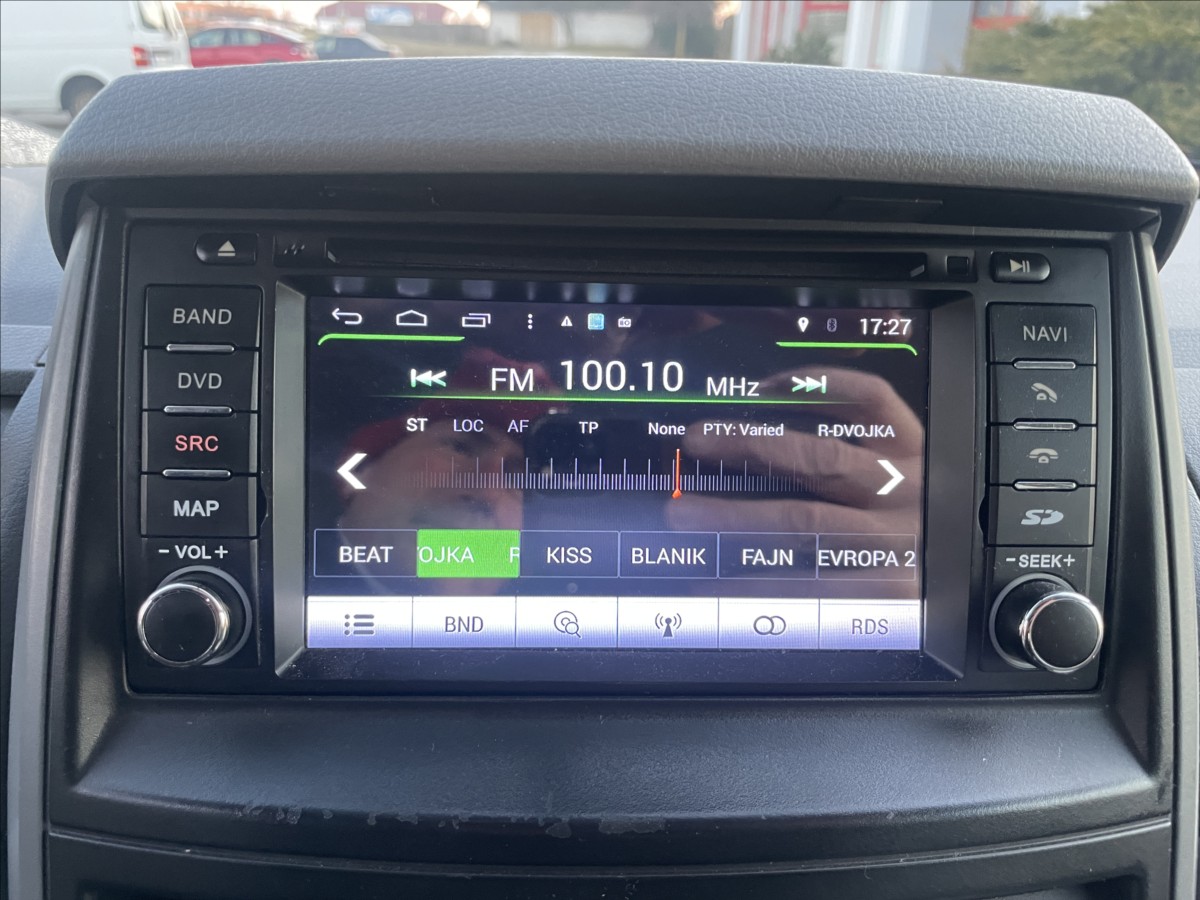 BAND
DVD
SRC
MAP
- VOL +
17:27
FM 100.10 MHz
ST LOC AF TP None PTY: Varied R-DVOJKA
BEAT OJKA KISS BLANIK FAJN EVROPA 2
BND RDS
NAVI
- SEEK +